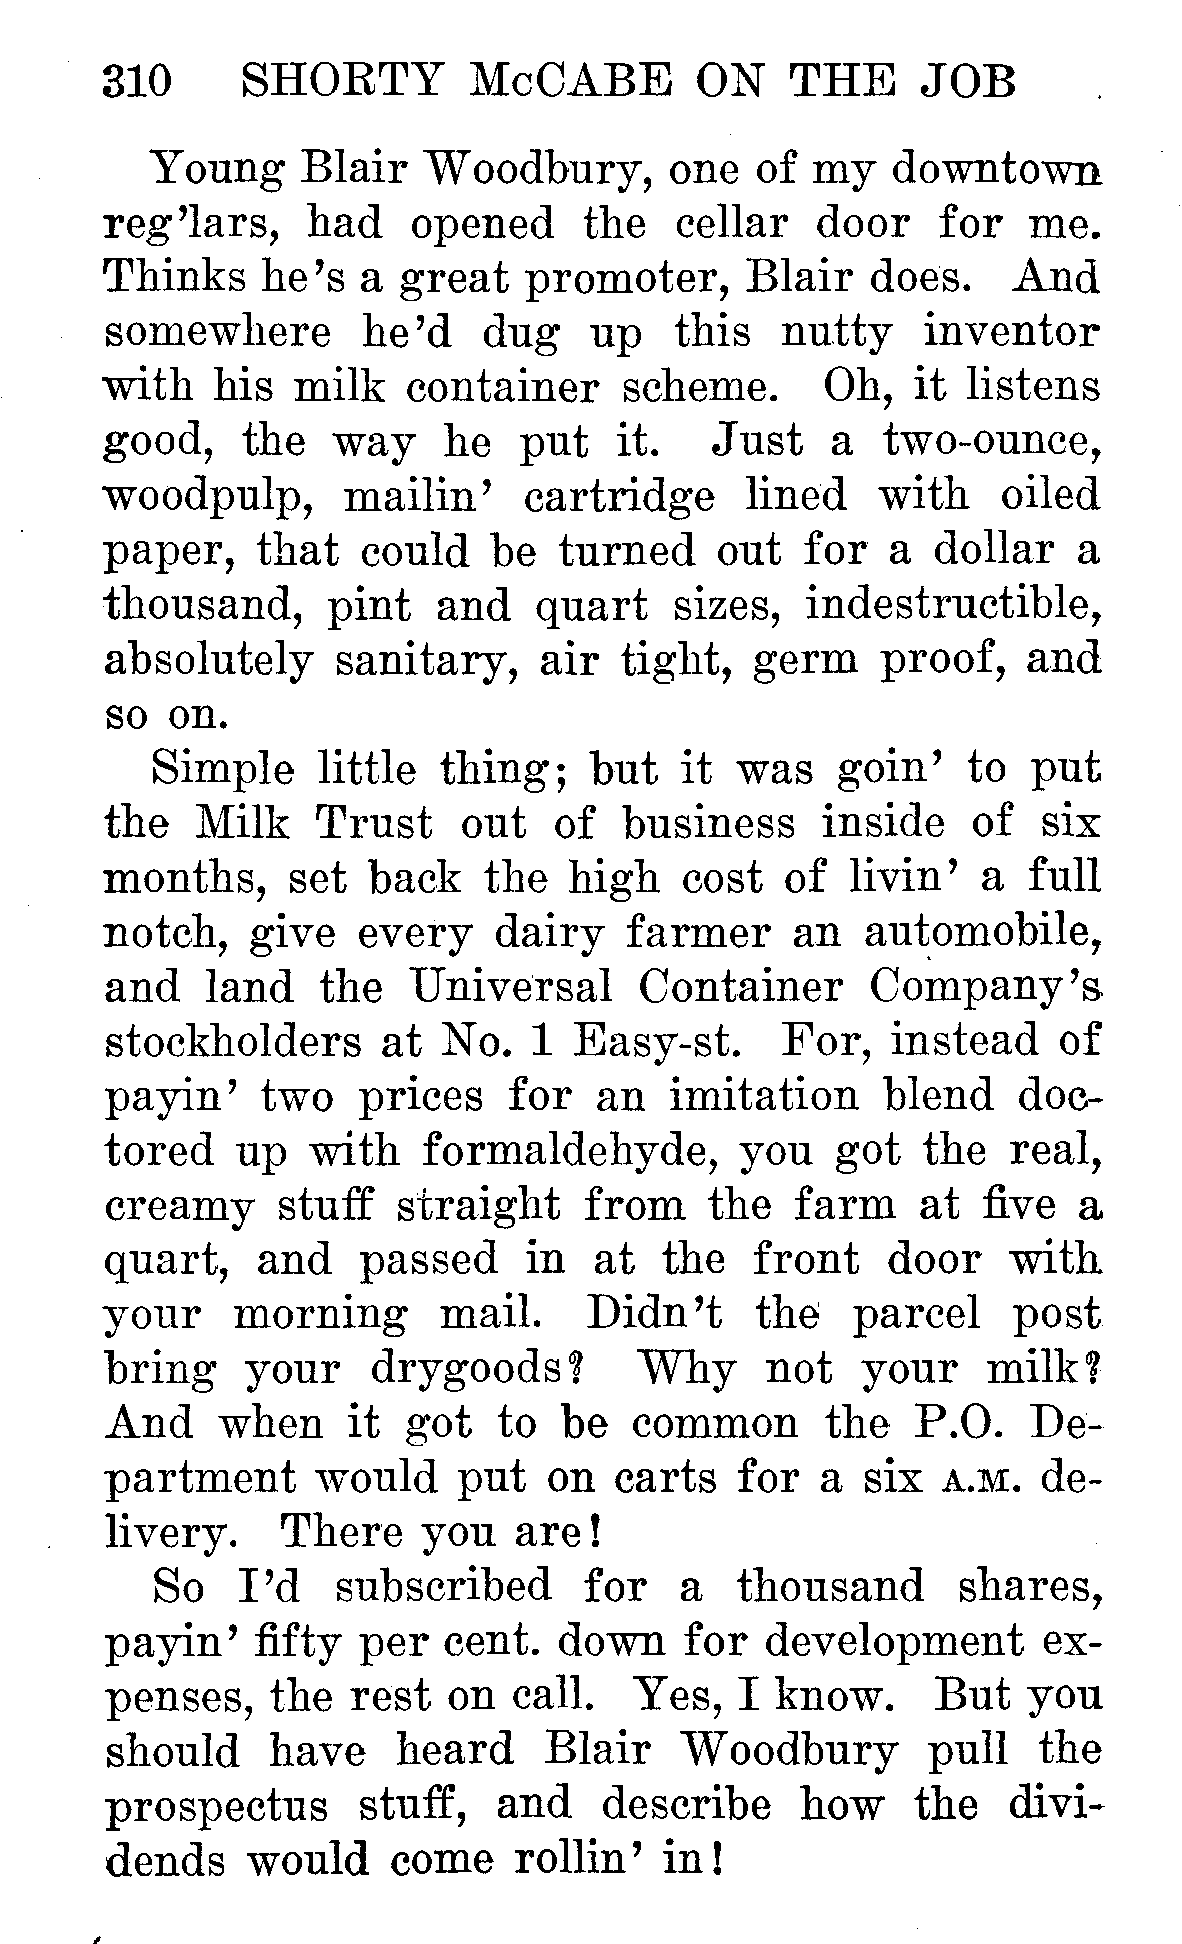 310 SHORTY McCABE ON THE JOB
Young Blair Woodbury, one of my downtown
reg'lars, had opened the cellar door for me.
Thinks he's a great promoter, Blair does. And
somewhere he'd dug up this nutty inventor
with his milk container scheme. Oh, it listens
good, the way he put it. Just a two-ounce,
woodpulp, mailin' cartridge lined with oiled
paper, that could be turned out for a dollar a
thousand, pint and quart sizes, indestructible,
absolutely sanitary, air tight, germ proof, and
so on.
Simple little thing; but it was goin' to put
the Milk Trust out of business inside of six
months, set back the high cost of livin' a full
notch, give every dairy farmer an automobile,
and land the Universal Container Company's
stockholders at No. 1 Easy-st. For, instead of
payin' two prices for an imitation blend doc-
tored up with formaldehyde, you got the real,
creamy stuff straight from the farm at five a
quart, and passed in at the front door with
your morning mail. Didn't the parcel post
bring your drygoods? Why not your milk?
And when it got to be common the P.O. De-
partment would put on carts for a six A.M. de-
livery. There you are!
So I'd subscribed for a thousand shares,
payin' fifty per cent. down for development ex-
penses, the rest on call. Yes, I know. But you
should have heard Blair Woodbury pull the
prospectus stuff, and describe how the divi-
dends would come rollin' in!